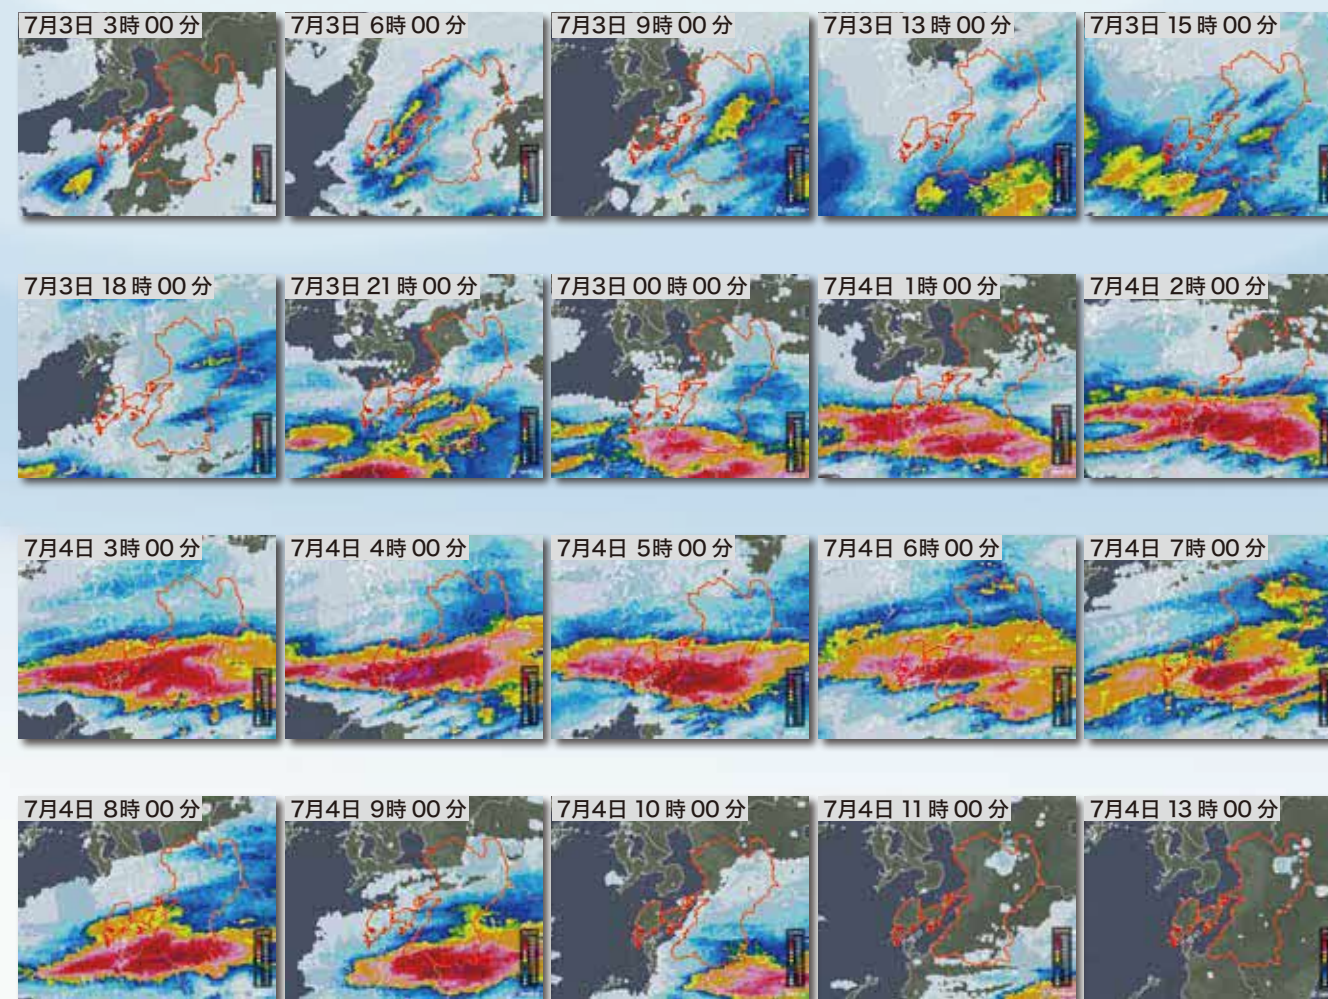 7月3日 3時00分
7月3日 6時00分
7月3日 9時00分
7月3日 13時00分
7月3日 15時00分
7月3日 18時00分
7月3日 21時00分
7月3日 00時00分
7月4日 1時00分
7月4日 2時00分
7月4日 3時00分
7月4日 4時00分
7月4日 5時00分
7月4日 6時00分
7月4日 7時00分
7月4日 8時00分
7月4日 9時00分
7月4日 10時00分
7月4日 11時00分
7月4日 13時00分